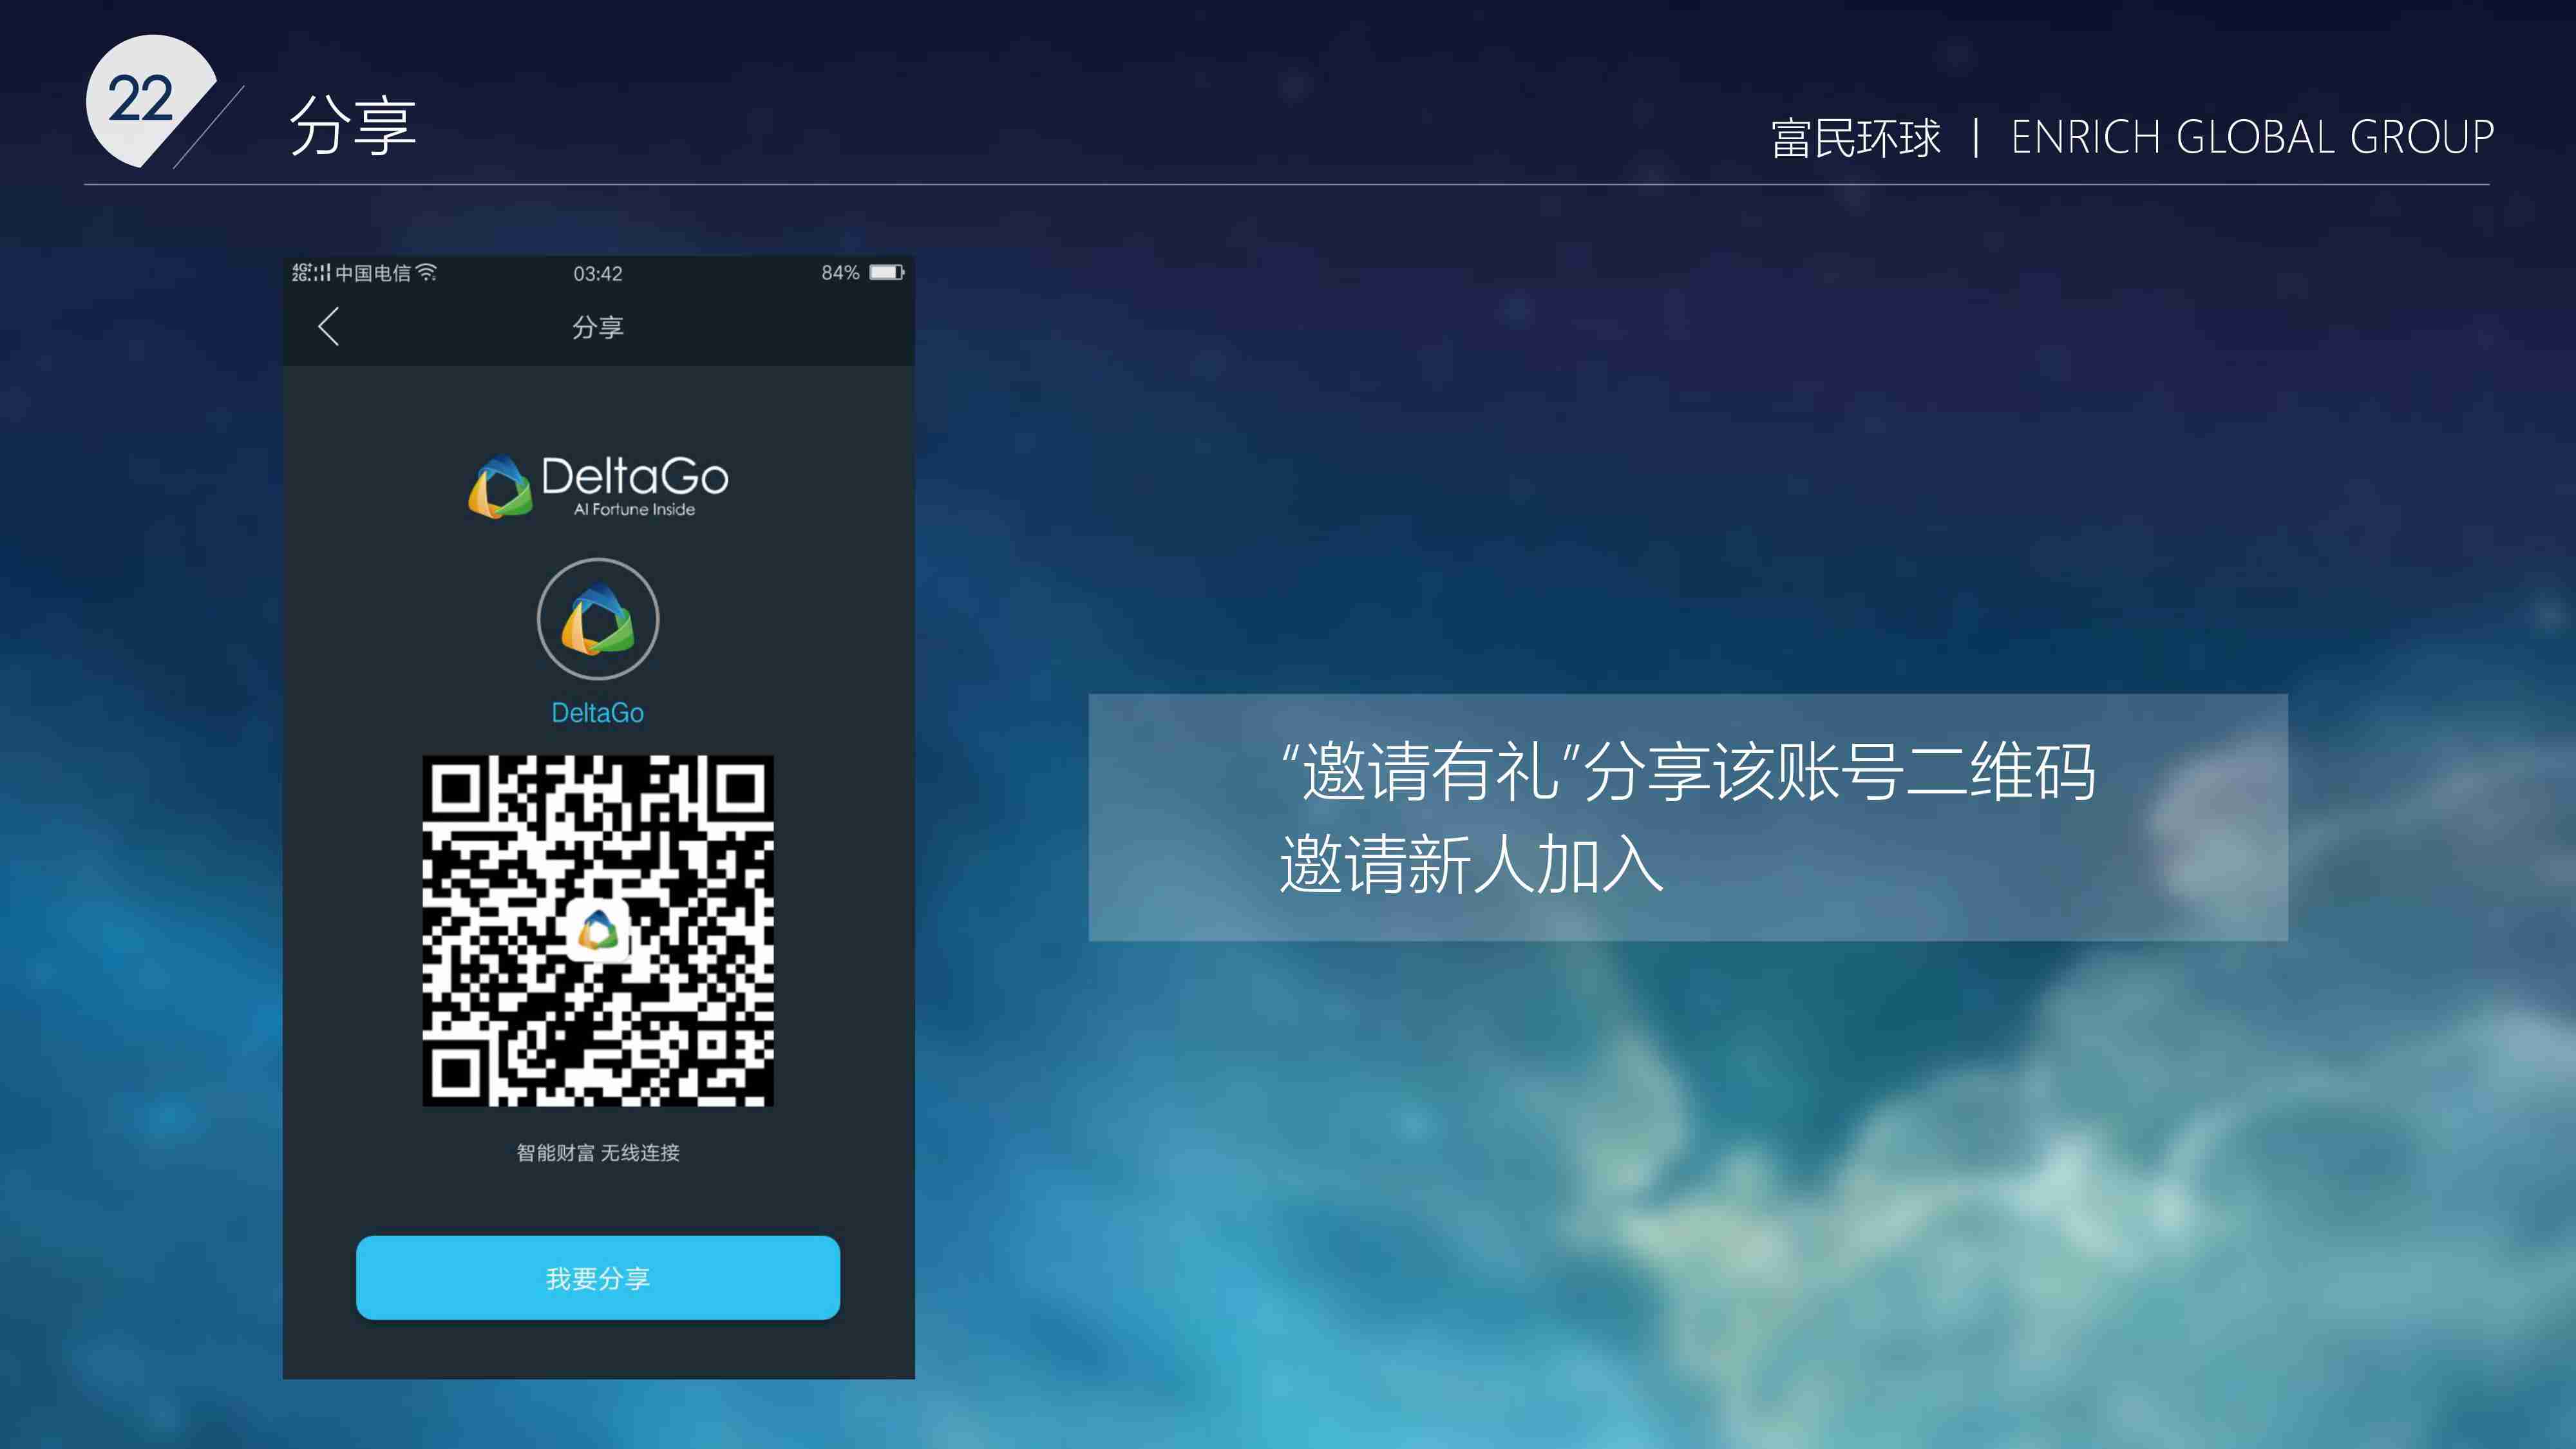 22
分享
富民环球 | ENRICH GLOBAL GROUP
4G+ 2G 中国电信 03:42 84%
分享
DeltaGo
AI Fortune Inside
DeltaGo
智能财富 无线连接
我要分享
“邀请有礼”分享该账号二维码
邀请新人加入